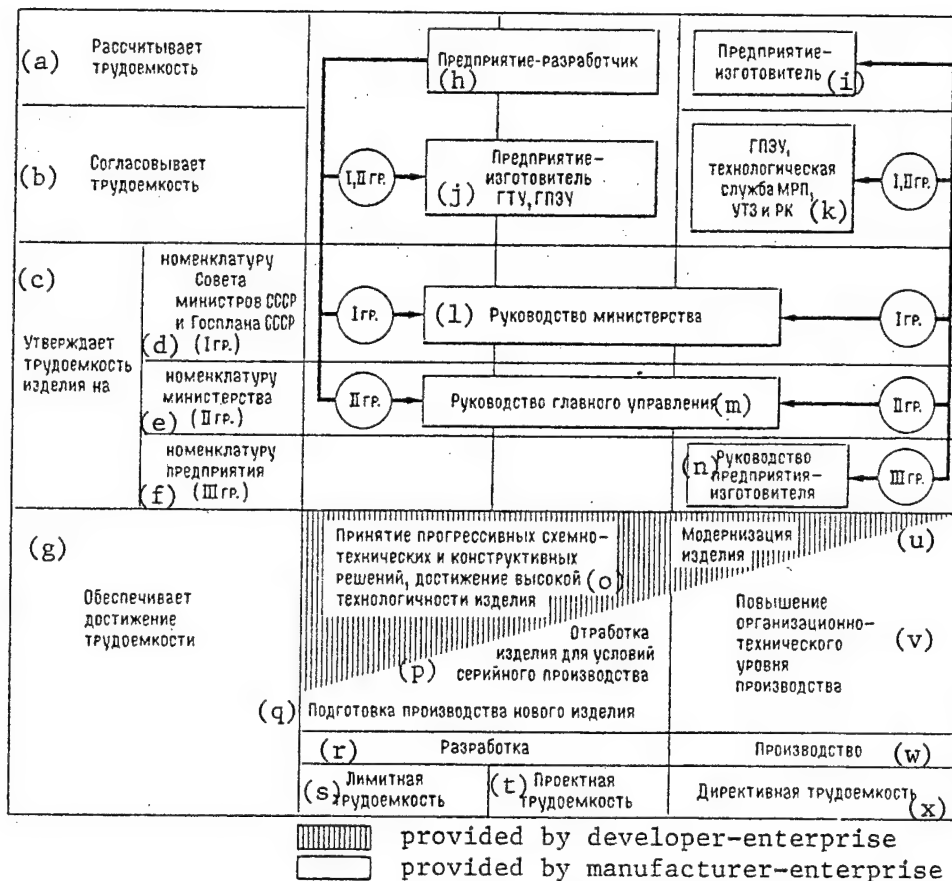 (a) Рассчитывает
трудоемкость
Предприятие-разработчик
(h)
Предприятие-
изготовитель (i)
(b) Согласовывает
трудоемкость
I,II гр.
Предприятие-
изготовитель
(j) ГТУ, ГПЗУ
ГПЗУ,
технологическая
служба МРП,
УТЗ и РК (k)
I,II гр.
(c)
Утверждает
трудоемкость
изделия на
номенклатуру
Совета
министров СССР
и Госплана СССР
(d) (I гр.)
I гр.
(l) Руководство министерства
I гр.
номенклатуру
министерства
(e) (II гр.)
II гр.
Руководство главного управления (m)
II гр.
номенклатуру
предприятия
(f) (III гр.)
(n) Руководство
предприятия-
изготовителя
III гр.
(g)
Обеспечивает
достижение
трудоемкости
Принятие прогрессивных схемно-
технических и конструктивных
решений, достижение высокой (o)
технологичности изделия
Отработка
изделия для условий
(p) серийного производства
(q) Подготовка производства нового изделия
Модернизация (u)
изделия
Повышение
организационно- (v)
технического
уровня
производства
(r) Разработка
Производство (w)
(s) Лимитная
трудоемкость
(t) Проектная
трудоемкость
Директивная трудоемкость (x)
provided by developer-enterprise
provided by manufacturer-enterprise